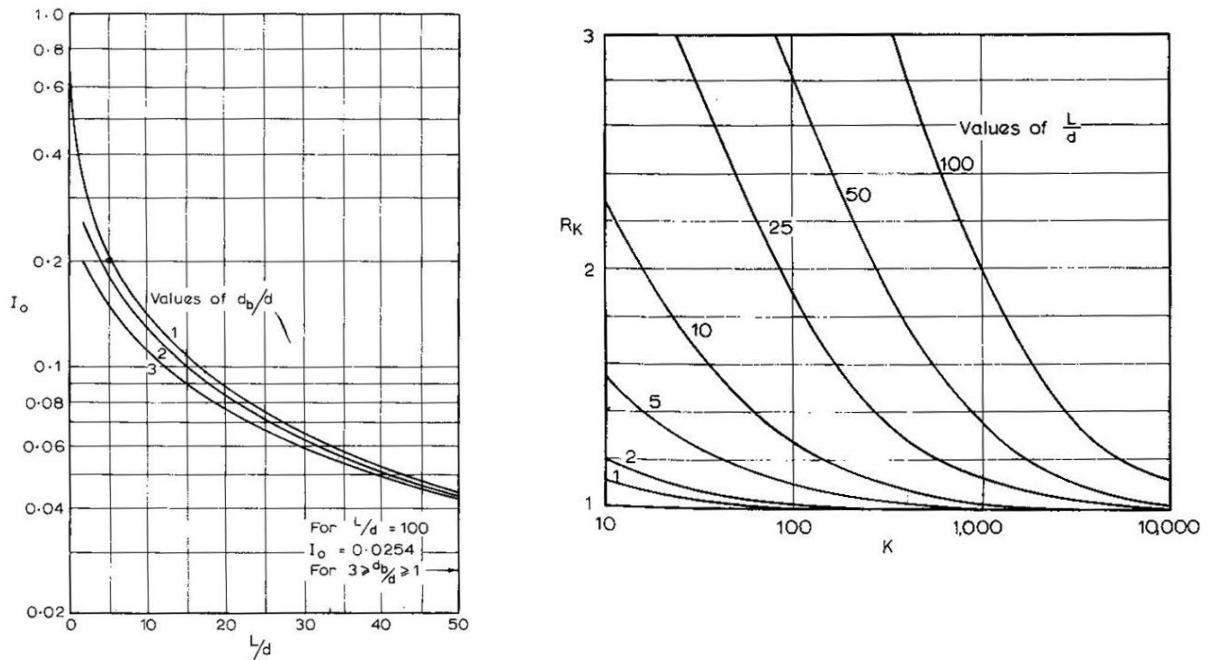 1·0
0·8
0·6
0·4
0·2
0·1
0·08
0·06
0·04
0·02
I₀
Values of d_b/d
1
2
3
For L/d = 100
I₀ = 0·0254
For 3 ⩾ d_b/d ⩾ 1
0 10 20 30 40 50
L/d
3
2
1
R_K
Values of L/d
100
50
25
10
5
2
1
10 100 1,000 10,000
K